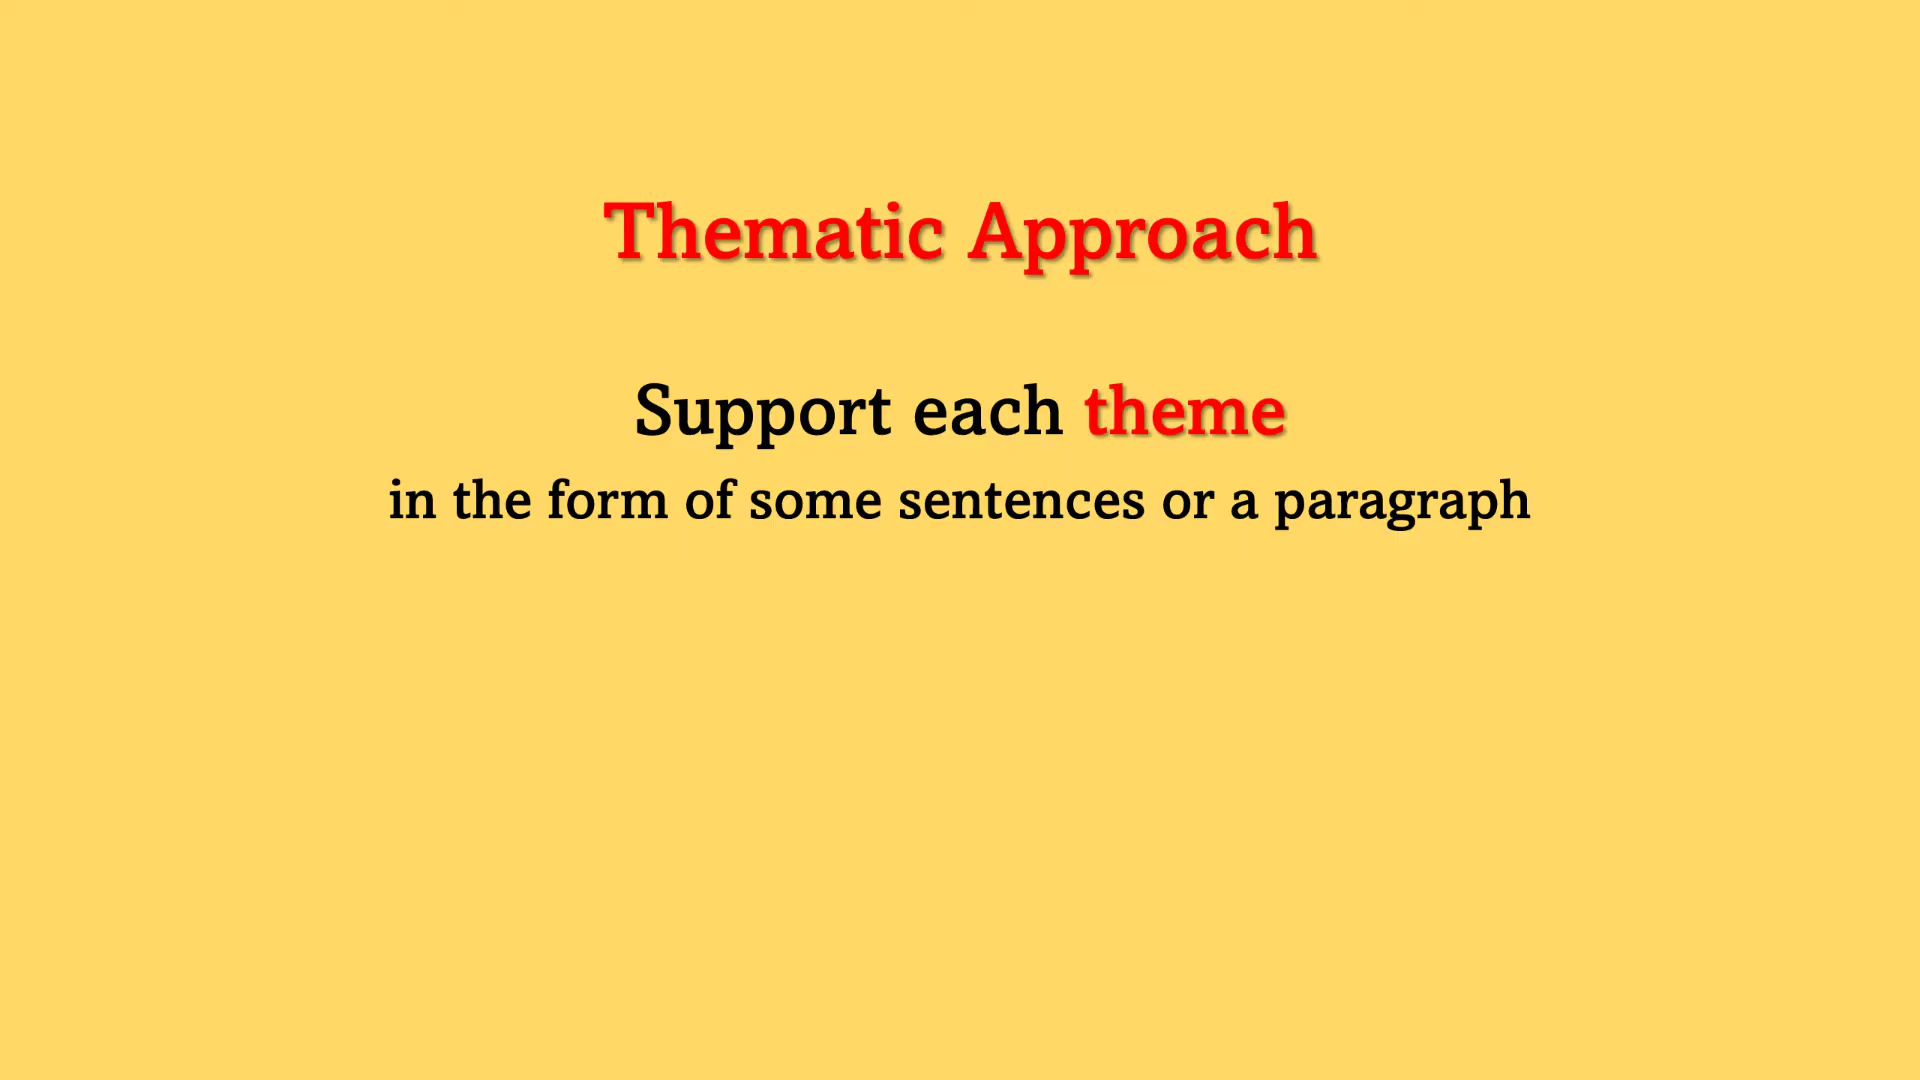 Thematic Approach
Support each theme
in the form of some sentences or a paragraph